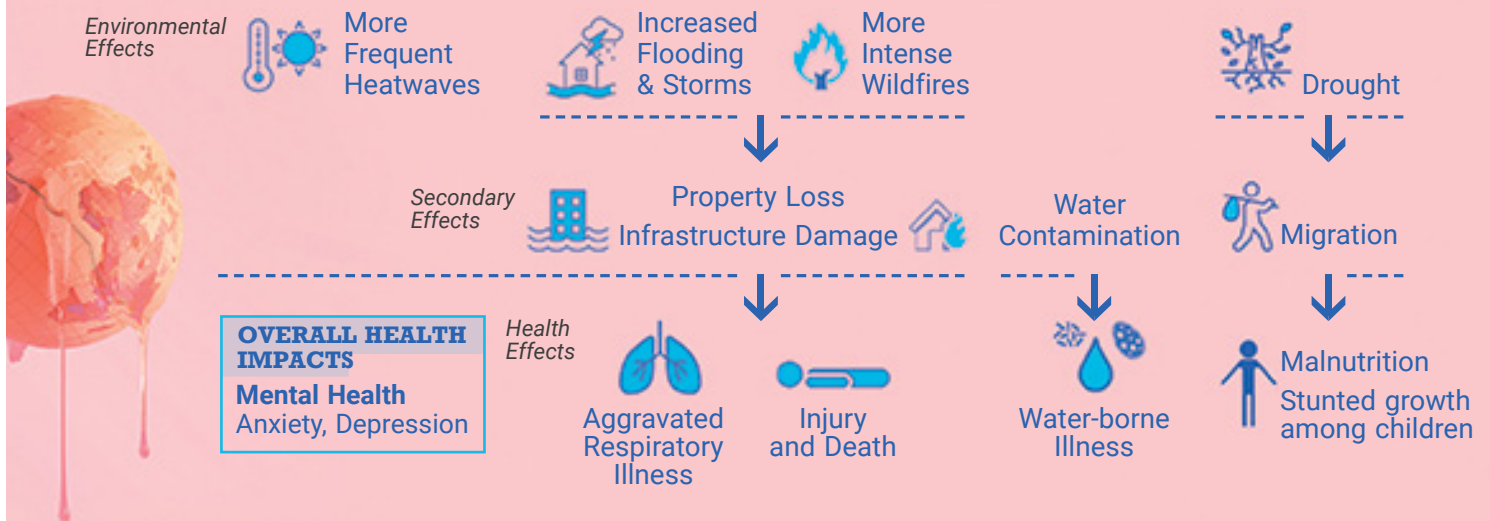 Environmental
Effects
More
Frequent
Heatwaves
Increased
Flooding
& Storms
More
Intense
Wildfires
Drought
Secondary
Effects
Property Loss
Infrastructure Damage
Water
Contamination
Migration
OVERALL HEALTH
IMPACTS
Mental Health
Anxiety, Depression
Health
Effects
Aggravated
Respiratory
Illness
Injury
and Death
Water-borne
Illness
Malnutrition
Stunted growth
among children